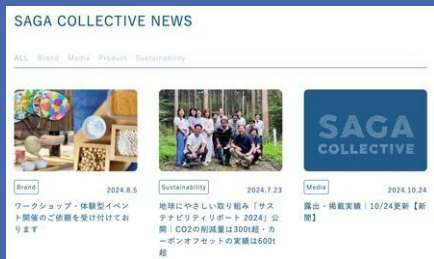 SAGA COLLECTIVE NEWS
ALL Brand Media Product Sustainability
Brand 2024.8.5
ワークショップ・体験型イベン
ト開催のご依頼を受け付けてお
ります
Sustainability 2024.7.23
地球にやさしい取り組み「サス
テナビリティリポート 2024」公
開｜CO2の削減量は300t超・カ
ーボンオフセットの実績は600t
超
SAGA
COLLECTIVE
Media 2024.10.24
露出・掲載実績｜10/24更新【新
聞】